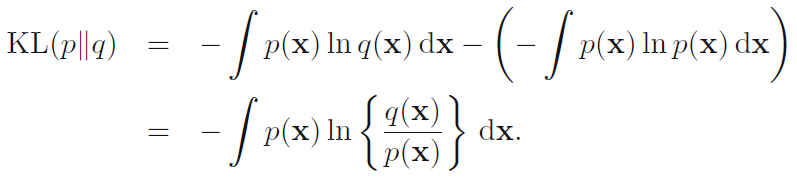 KL(p‖q) = − ∫ p(x) ln q(x) dx − ( − ∫ p(x) ln p(x) dx )
= − ∫ p(x) ln { q(x) / p(x) } dx.